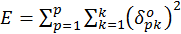 E = ∑_{p=1}^{p} ∑_{k=1}^{k} (δ_{pk}^{o})^2